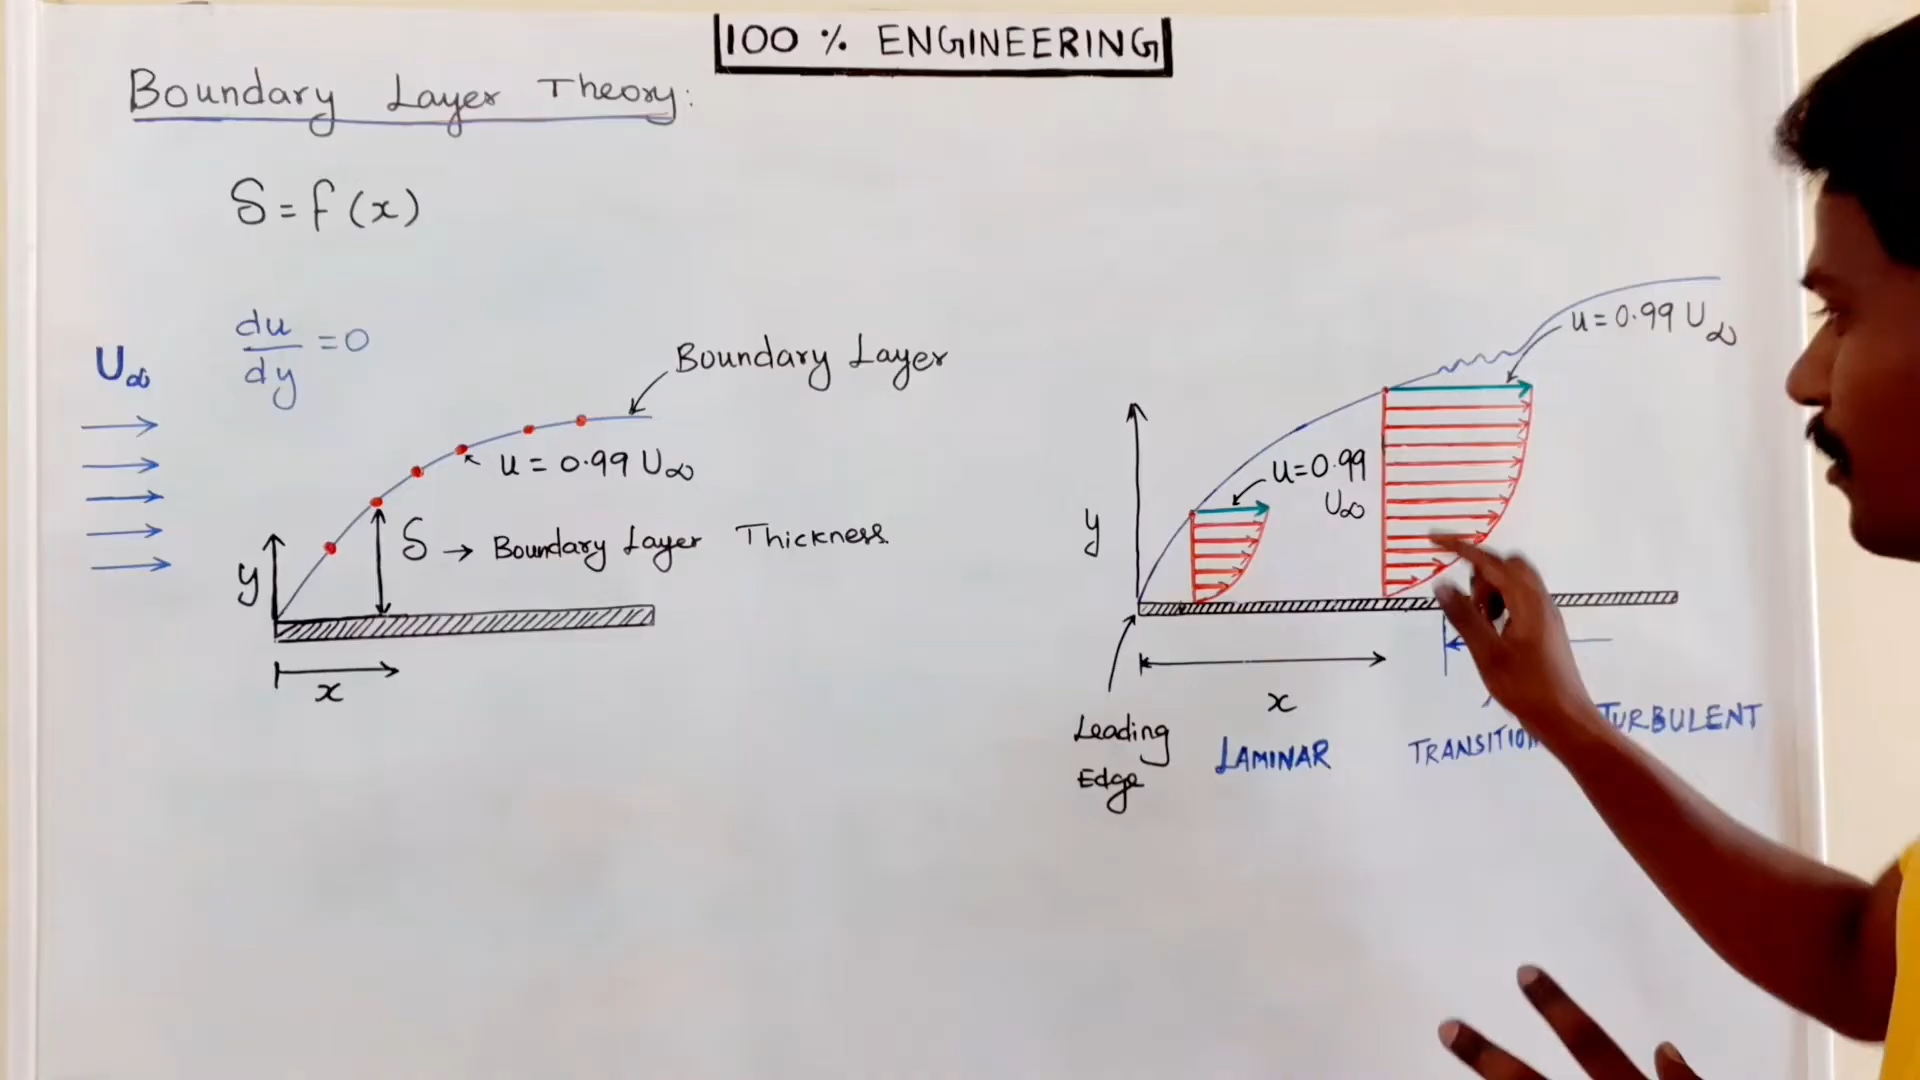 100 % ENGINEERING
Boundary Layer Theory:
δ = f(x)
du/dy = 0
U∞
Boundary Layer
u = 0.99 U∞
δ → Boundary Layer Thickness
y
x
u = 0.99 U∞
u = 0.99
U∞
y
x
Leading
Edge
LAMINAR
TURBULENT